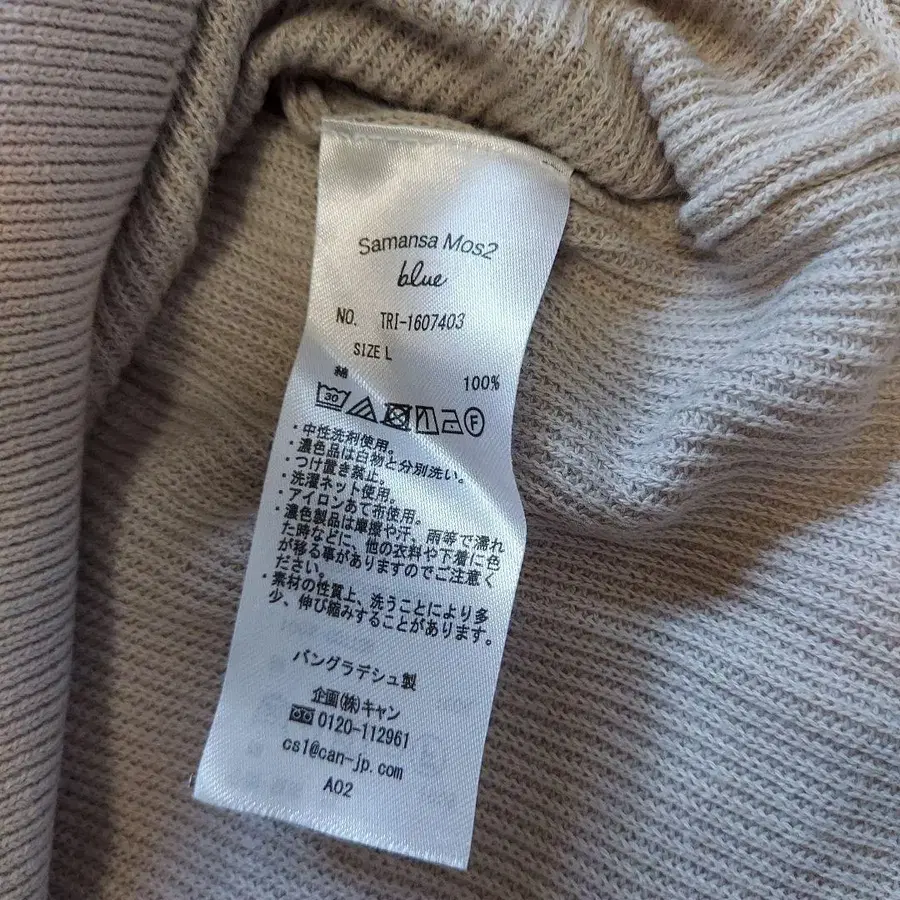 Samansa Mos2
blue
NO. TRI-1607403
SIZE L
綿 100%
30 F
・中性洗剤使用。
・濃色品は白物と分別洗い。
・つけ置き禁止。
・洗濯ネット使用。
・アイロンあて布使用。
・濃色製品は摩擦や汗、雨等で濡れ
た時などに、他の衣料や下着に色
が移る事がありますのでご注意く
ださい。
・素材の性質上、洗うことにより多
少、伸び縮みすることがあります。
バングラデシュ製
企画(株)キャン
0120-112961
cs1@can-jp.com
A02